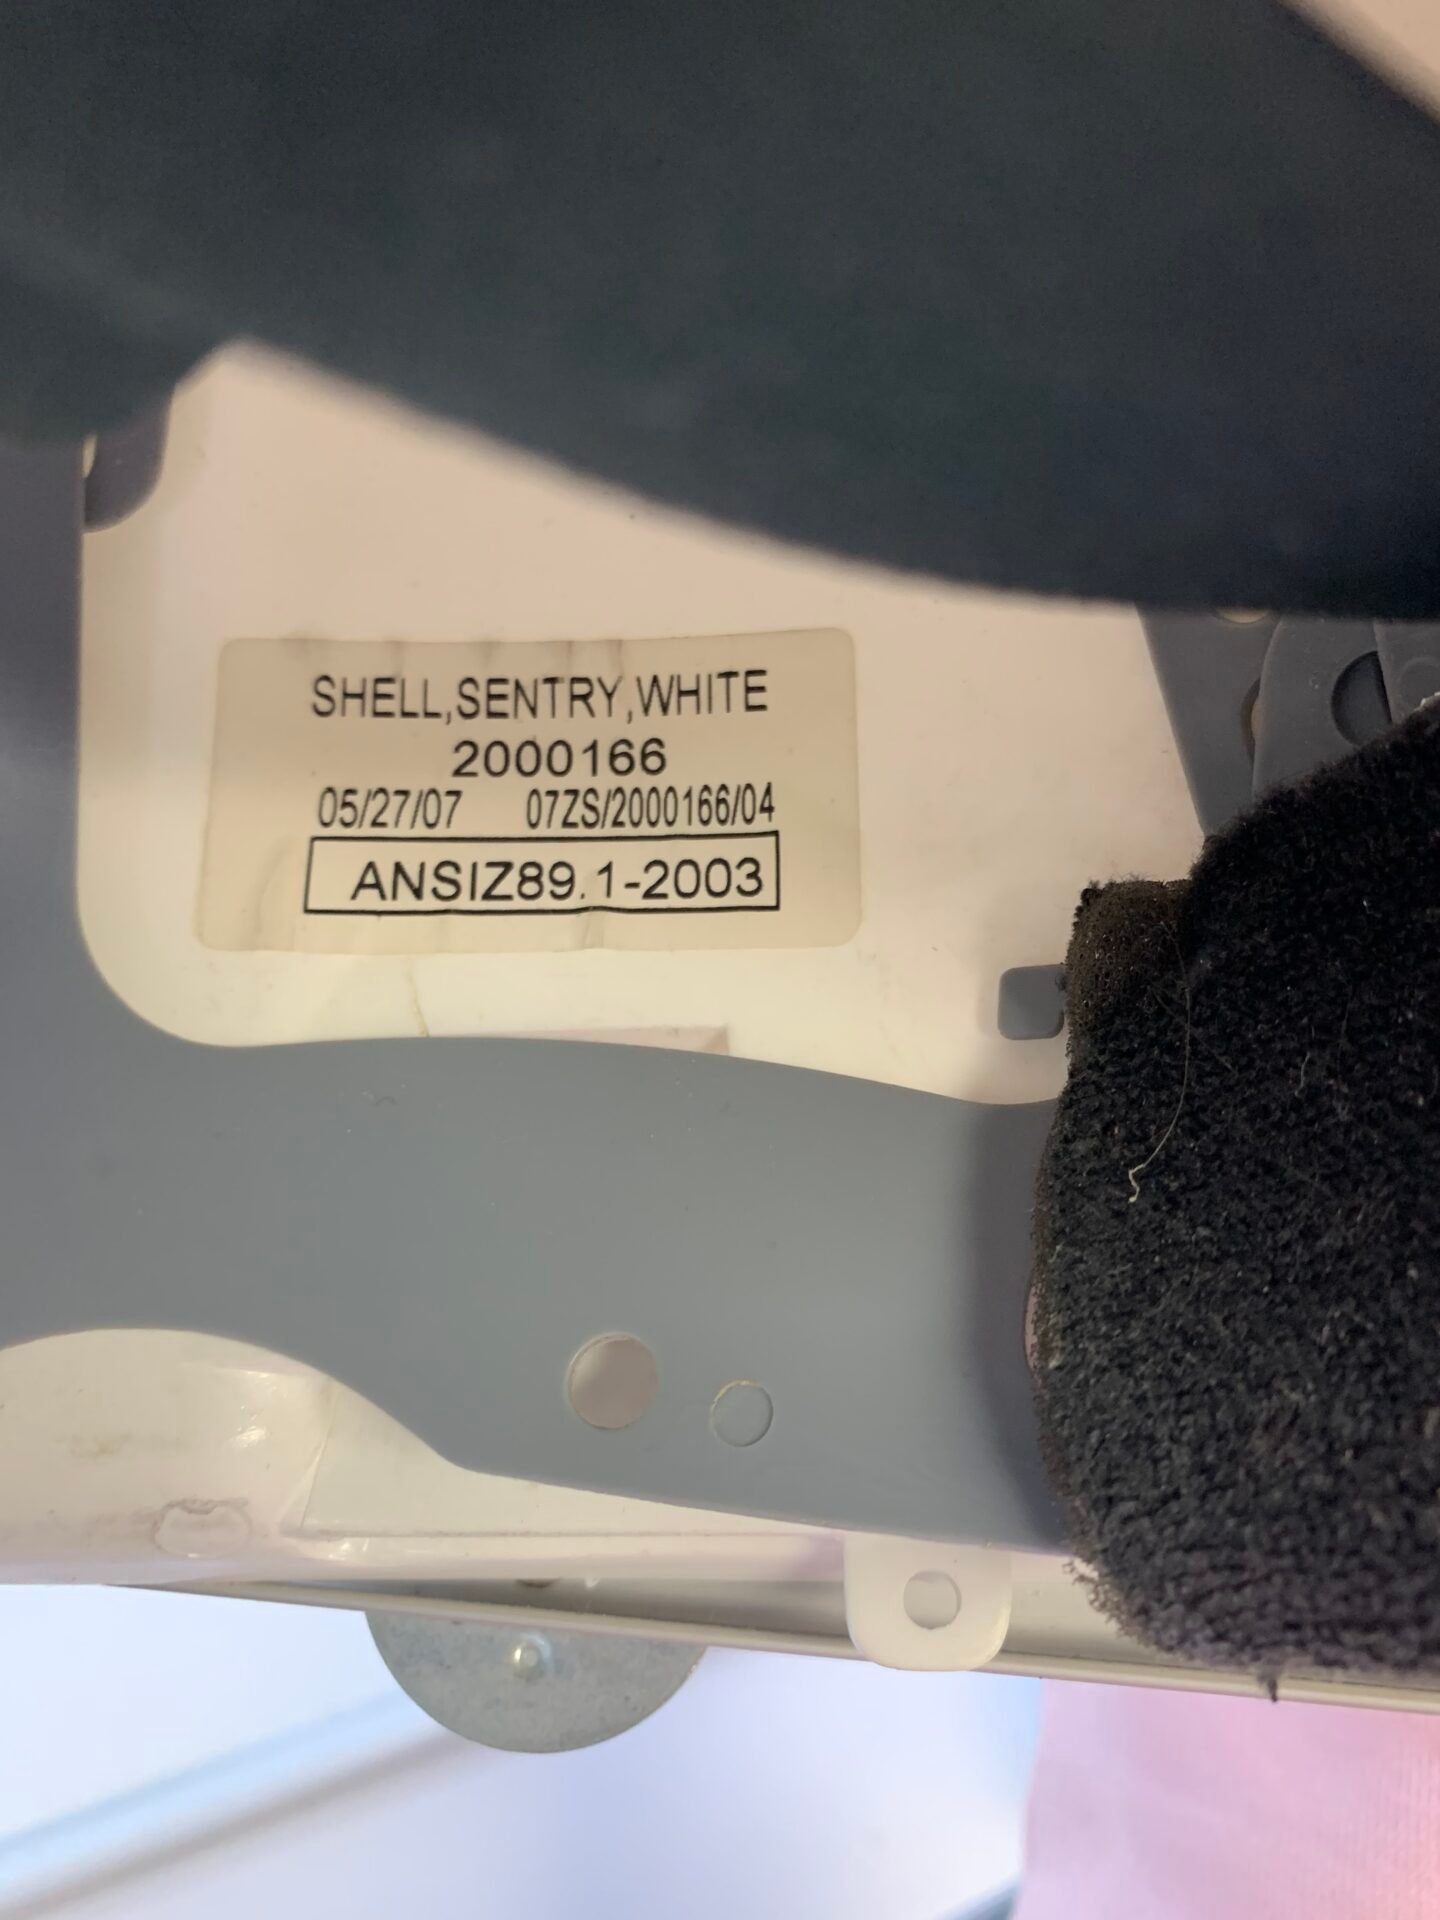 SHELL,SENTRY,WHITE
2000166
05/27/07 07ZS/2000166/04
ANSIZ89.1-2003